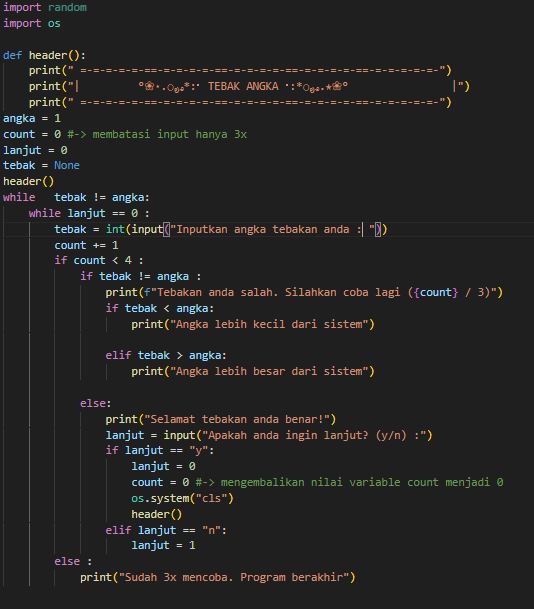 import random
import os

def header():
    print(" =-=-=-=-=-=-=-=-=-=-=-=-=-=-=-=-=-=-=-=-=-=-=-=-=-=-=-=-")
    print("|         °❀⋆.ೃ࿔*:･ TEBAK ANGKA ･:*ೃ࿔.⋆❀°                |")
    print(" =-=-=-=-=-=-=-=-=-=-=-=-=-=-=-=-=-=-=-=-=-=-=-=-=-=-=-=-")
angka = 1
count = 0 #-> membatasi input hanya 3x
lanjut = 0
tebak = None
header()
while   tebak != angka:
    while lanjut == 0 :
        tebak = int(input("Inputkan angka tebakan anda : "))
        count += 1
        if count < 4 :
            if tebak != angka :
                print(f"Tebakan anda salah. Silahkan coba lagi ({count} / 3)")
                if tebak < angka:
                    print("Angka lebih kecil dari sistem")

                elif tebak > angka:
                    print("Angka lebih besar dari sistem")

            else:
                print("Selamat tebakan anda benar!")
                lanjut = input("Apakah anda ingin lanjut? (y/n) :")
                if lanjut == "y":
                    lanjut = 0
                    count = 0 #-> mengembalikan nilai variable count menjadi 0
                    os.system("cls")
                    header()
                elif lanjut == "n":
                    lanjut = 1
        else :
            print("Sudah 3x mencoba. Program berakhir")